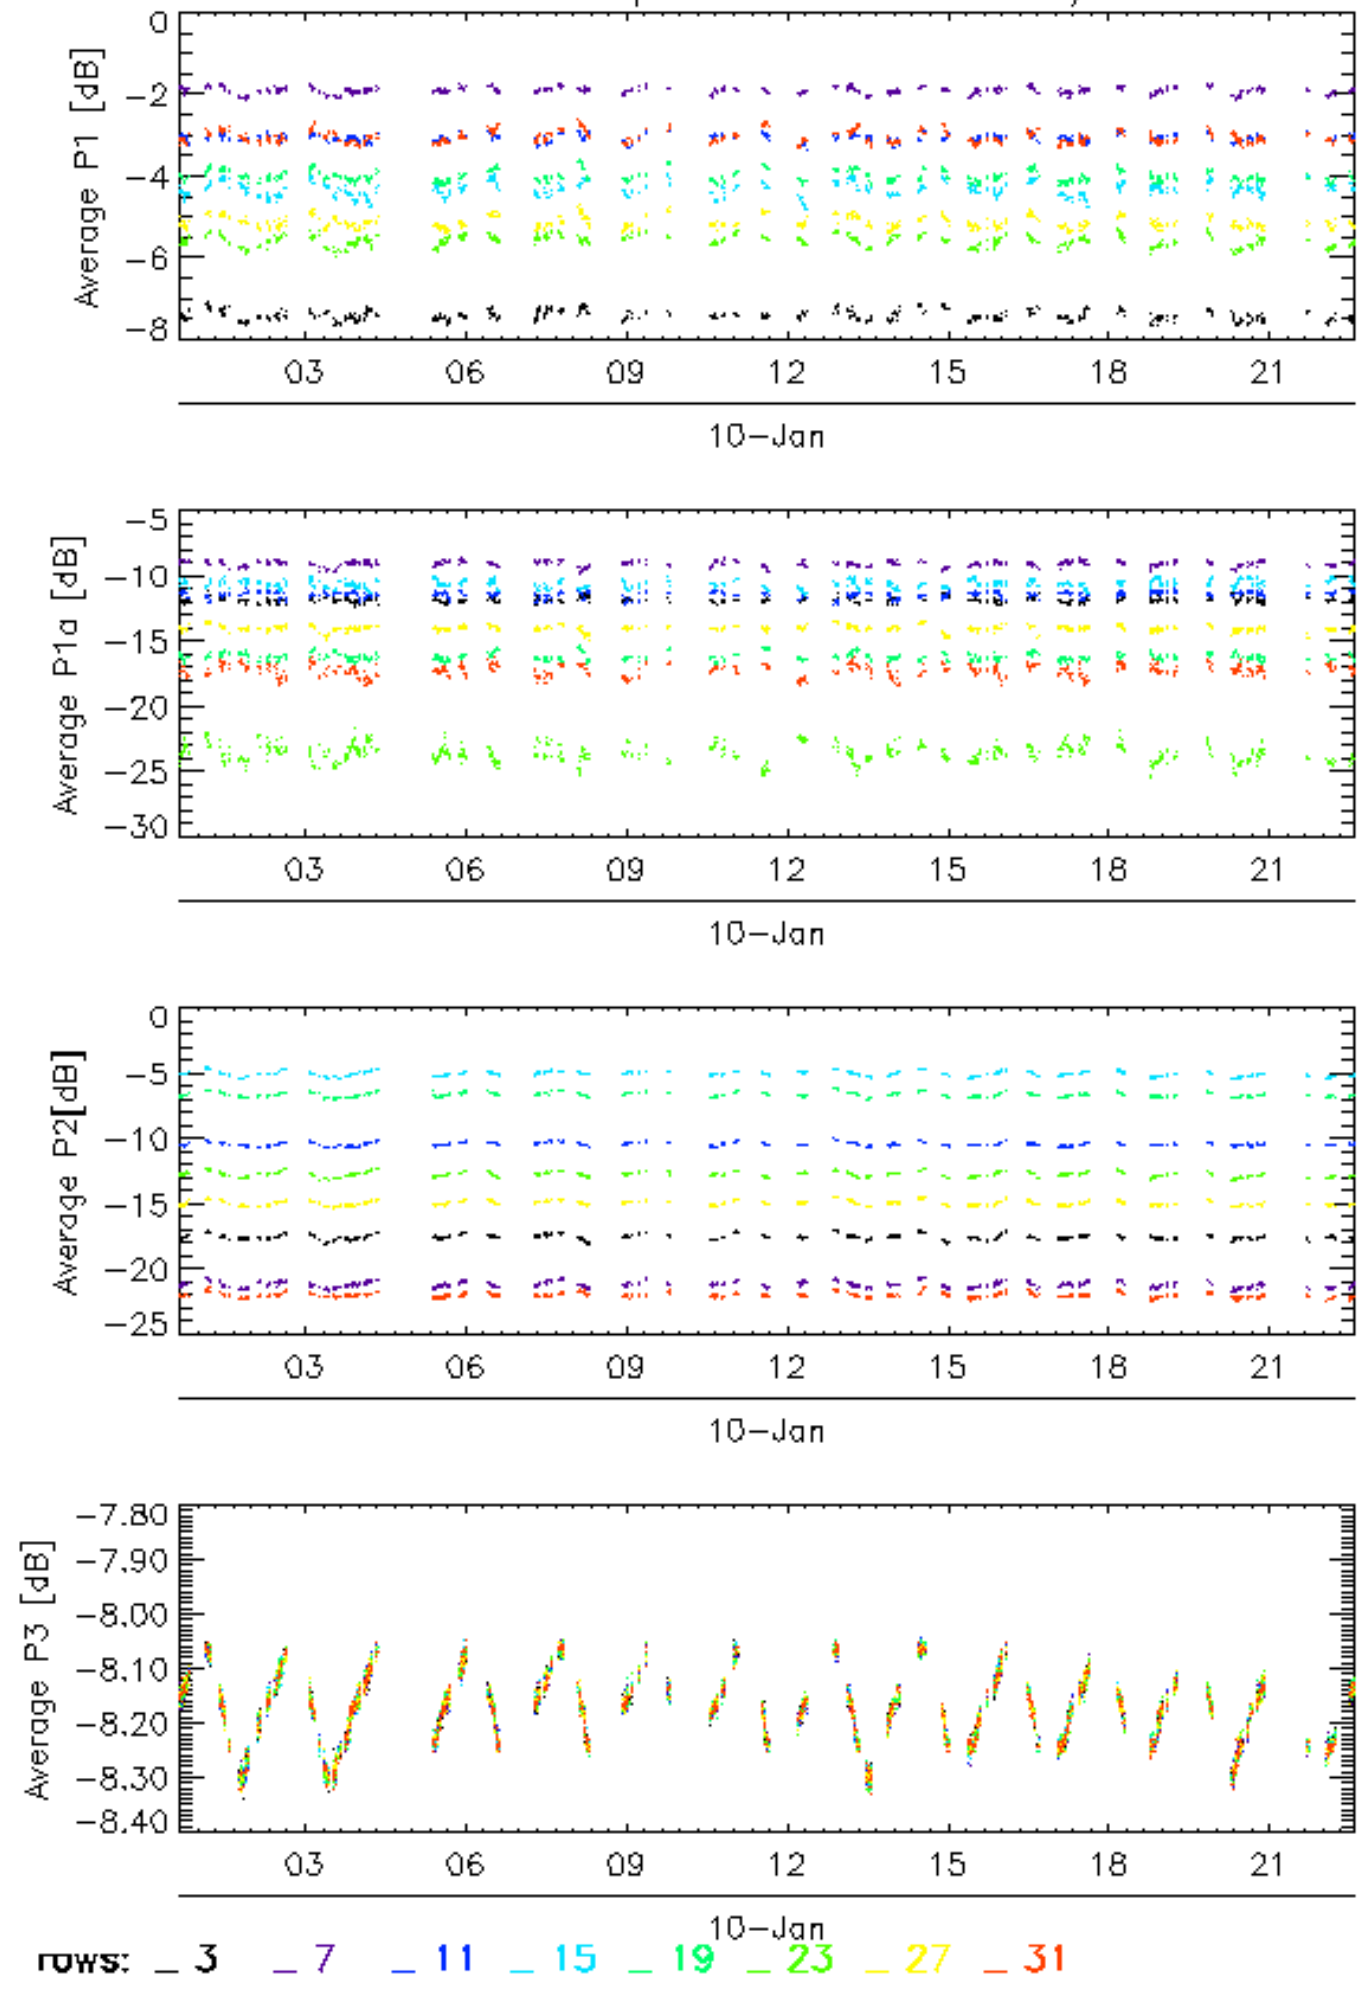 Average P1 [dB]
0
-2
-4
-6
-8
03 06 09 12 15 18 21
10-Jan
Average P1a [dB]
-5
-10
-15
-20
-25
-30
03 06 09 12 15 18 21
10-Jan
Average P2[dB]
0
-5
-10
-15
-20
-25
03 06 09 12 15 18 21
10-Jan
Average P3 [dB]
-7.80
-7.90
-8.00
-8.10
-8.20
-8.30
-8.40
03 06 09 12 15 18 21
10-Jan
rows: _ 3 _ 7 _ 11 _ 15 _ 19 _ 23 _ 27 _ 31